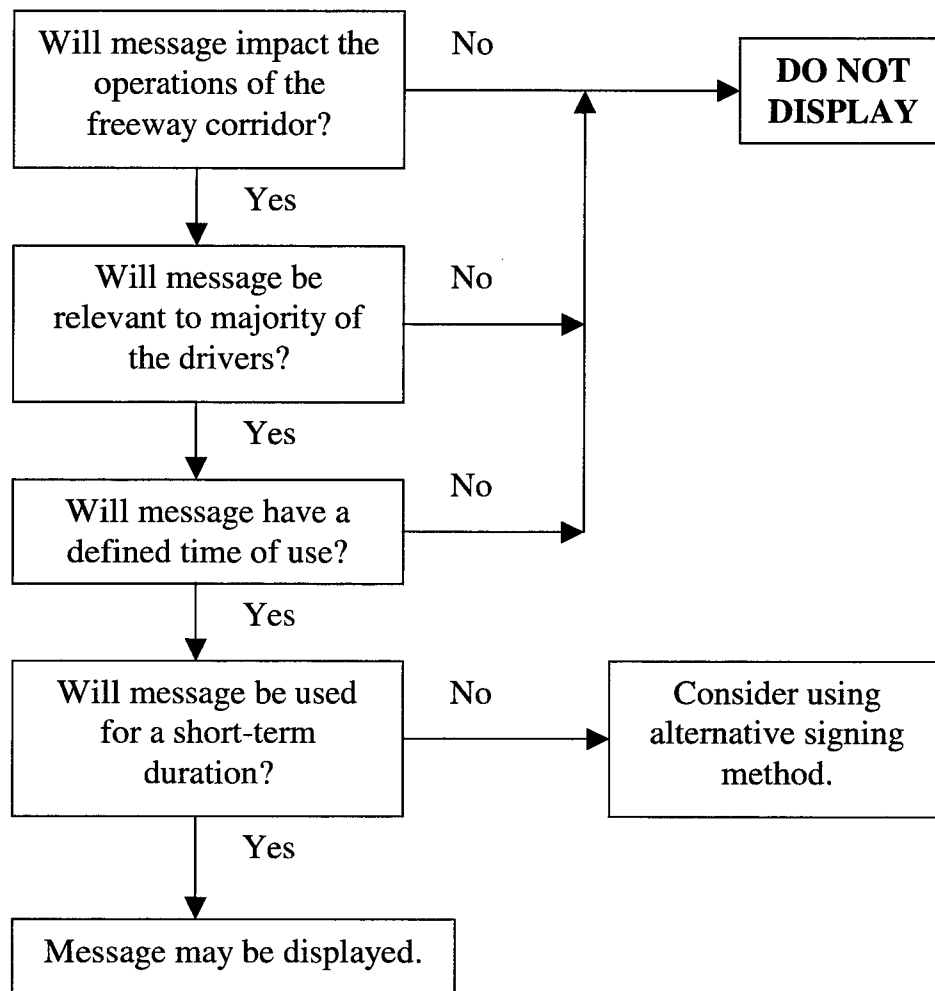 Will message impact the
operations of the
freeway corridor?
No
DO NOT
DISPLAY
Yes
Will message be
relevant to majority of
the drivers?
No
Yes
Will message have a
defined time of use?
No
Yes
Will message be used
for a short-term
duration?
No
Consider using
alternative signing
method.
Yes
Message may be displayed.